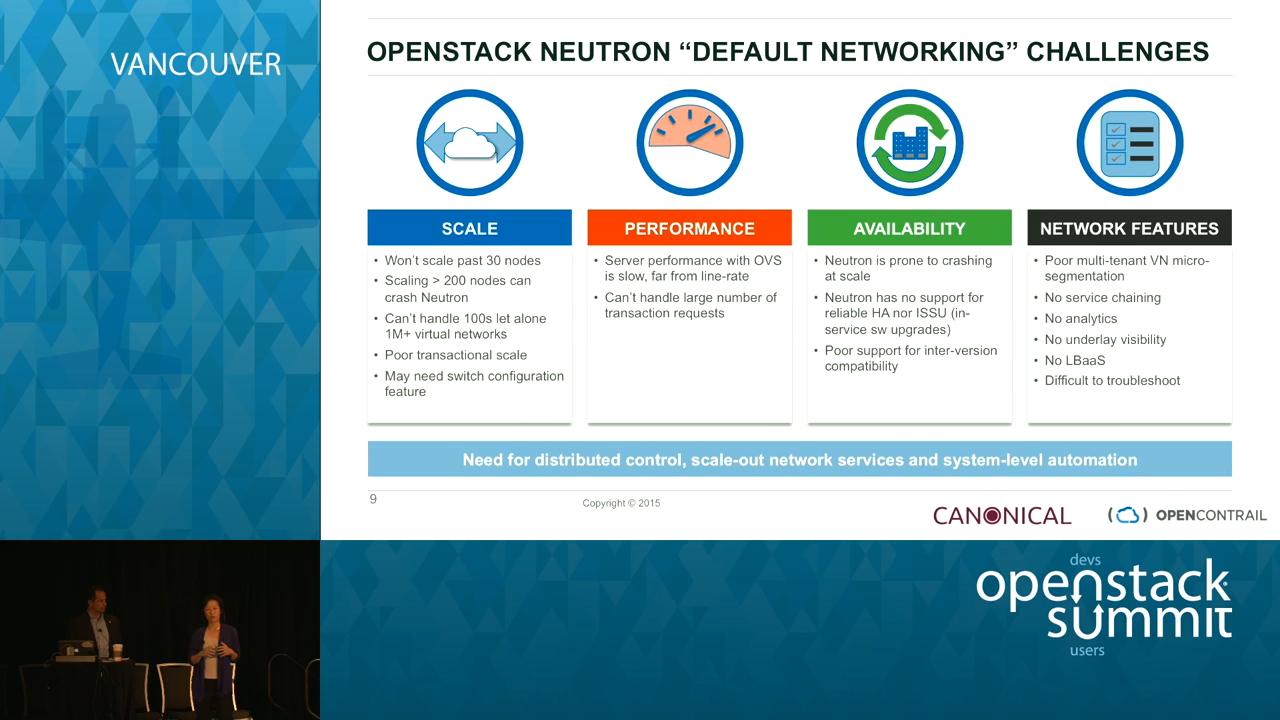 VANCOUVER
OPENSTACK NEUTRON “DEFAULT NETWORKING” CHALLENGES
SCALE
• Won’t scale past 30 nodes
• Scaling > 200 nodes can
crash Neutron
• Can’t handle 100s let alone
1M+ virtual networks
• Poor transactional scale
• May need switch configuration
feature
PERFORMANCE
• Server performance with OVS
is slow, far from line-rate
• Can’t handle large number of
transaction requests
AVAILABILITY
• Neutron is prone to crashing
at scale
• Neutron has no support for
reliable HA nor ISSU (in-
service sw upgrades)
• Poor support for inter-version
compatibility
NETWORK FEATURES
• Poor multi-tenant VN micro-
segmentation
• No service chaining
• No analytics
• No underlay visibility
• No LBaaS
• Difficult to troubleshoot
Need for distributed control, scale-out network services and system-level automation
9
Copyright © 2015
CANONICAL
OPENCONTRAIL
devs
openstack
summit
users